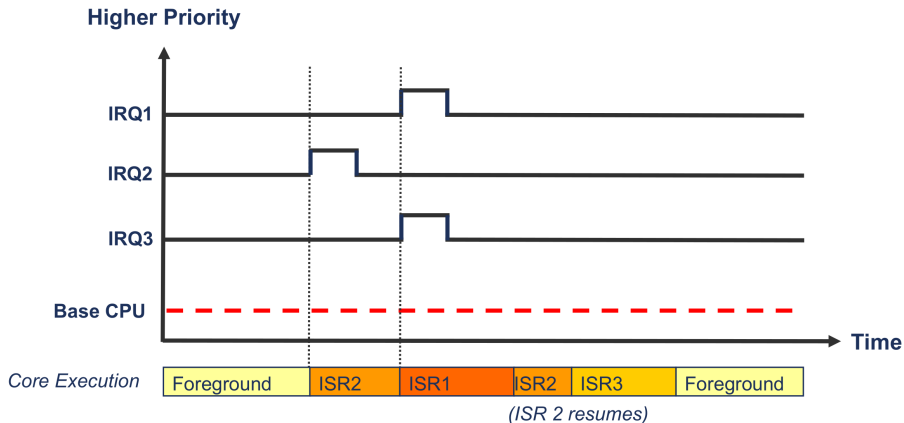 Higher Priority
IRQ1
IRQ2
IRQ3
Base CPU
Time
Core Execution Foreground ISR2 ISR1 ISR2 ISR3 Foreground
(ISR 2 resumes)